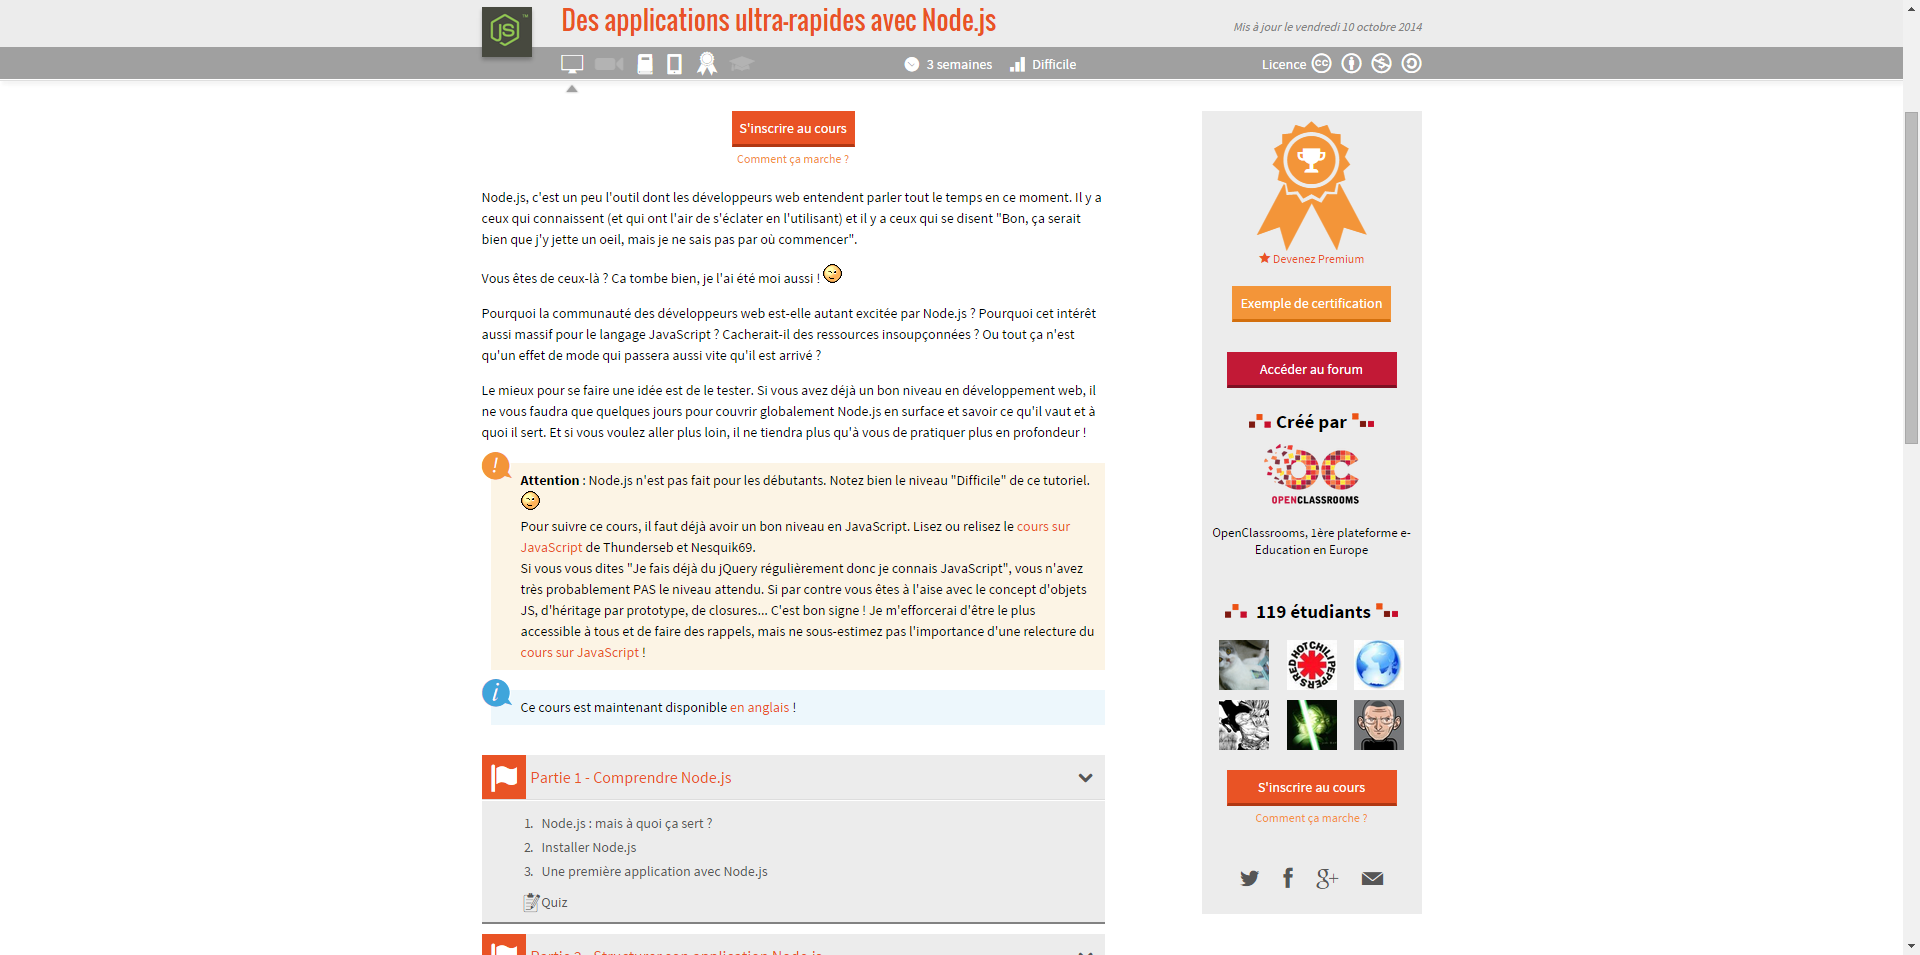 Des applications ultra-rapides avec Node.js
Mis à jour le vendredi 10 octobre 2014
3 semaines
Difficile
Licence
S'inscrire au cours
Comment ça marche ?
Node.js, c'est un peu l'outil dont les développeurs web entendent parler tout le temps en ce moment. Il y a
ceux qui connaissent (et qui ont l'air de s'éclater en l'utilisant) et il y a ceux qui se disent "Bon, ça serait
bien que j'y jette un oeil, mais je ne sais pas par où commencer".
Vous êtes de ceux-là ? Ca tombe bien, je l'ai été moi aussi !
Pourquoi la communauté des développeurs web est-elle autant excitée par Node.js ? Pourquoi cet intérêt
aussi massif pour le langage JavaScript ? Cacherait-il des ressources insoupçonnées ? Ou tout ça n'est
qu'un effet de mode qui passera aussi vite qu'il est arrivé ?
Le mieux pour se faire une idée est de le tester. Si vous avez déjà un bon niveau en développement web, il
ne vous faudra que quelques jours pour couvrir globalement Node.js en surface et savoir ce qu'il vaut et à
quoi il sert. Et si vous voulez aller plus loin, il ne tiendra plus qu'à vous de pratiquer plus en profondeur !
Attention : Node.js n'est pas fait pour les débutants. Notez bien le niveau "Difficile" de ce tutoriel.
Pour suivre ce cours, il faut déjà avoir un bon niveau en JavaScript. Lisez ou relisez le cours sur
JavaScript de Thunderseb et Nesquik69.
Si vous vous dites "Je fais déjà du jQuery régulièrement donc je connais JavaScript", vous n'avez
très probablement PAS le niveau attendu. Si par contre vous êtes à l'aise avec le concept d'objets
JS, d'héritage par prototype, de closures... C'est bon signe ! Je m'efforcerai d'être le plus
accessible à tous et de faire des rappels, mais ne sous-estimez pas l'importance d'une relecture du
cours sur JavaScript !
Ce cours est maintenant disponible en anglais !
Partie 1 - Comprendre Node.js
1. Node.js : mais à quoi ça sert ?
2. Installer Node.js
3. Une première application avec Node.js
Quiz
Devenez Premium
Exemple de certification
Accéder au forum
Créé par
OPENCLASSROOMS
OpenClassrooms, 1ère plateforme e-
Education en Europe
119 étudiants
RED HOT CHILI PEPPERS
S'inscrire au cours
Comment ça marche ?